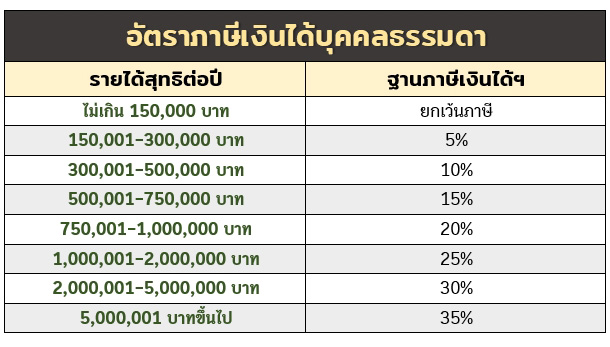 อัตราภาษีเงินได้บุคคลธรรมดา
รายได้สุทธิต่อปี ฐานภาษีเงินได้ฯ
ไม่เกิน 150,000 บาท ยกเว้นภาษี
150,001-300,000 บาท 5%
300,001-500,000 บาท 10%
500,001-750,000 บาท 15%
750,001-1,000,000 บาท 20%
1,000,001-2,000,000 บาท 25%
2,000,001-5,000,000 บาท 30%
5,000,001 บาทขึ้นไป 35%